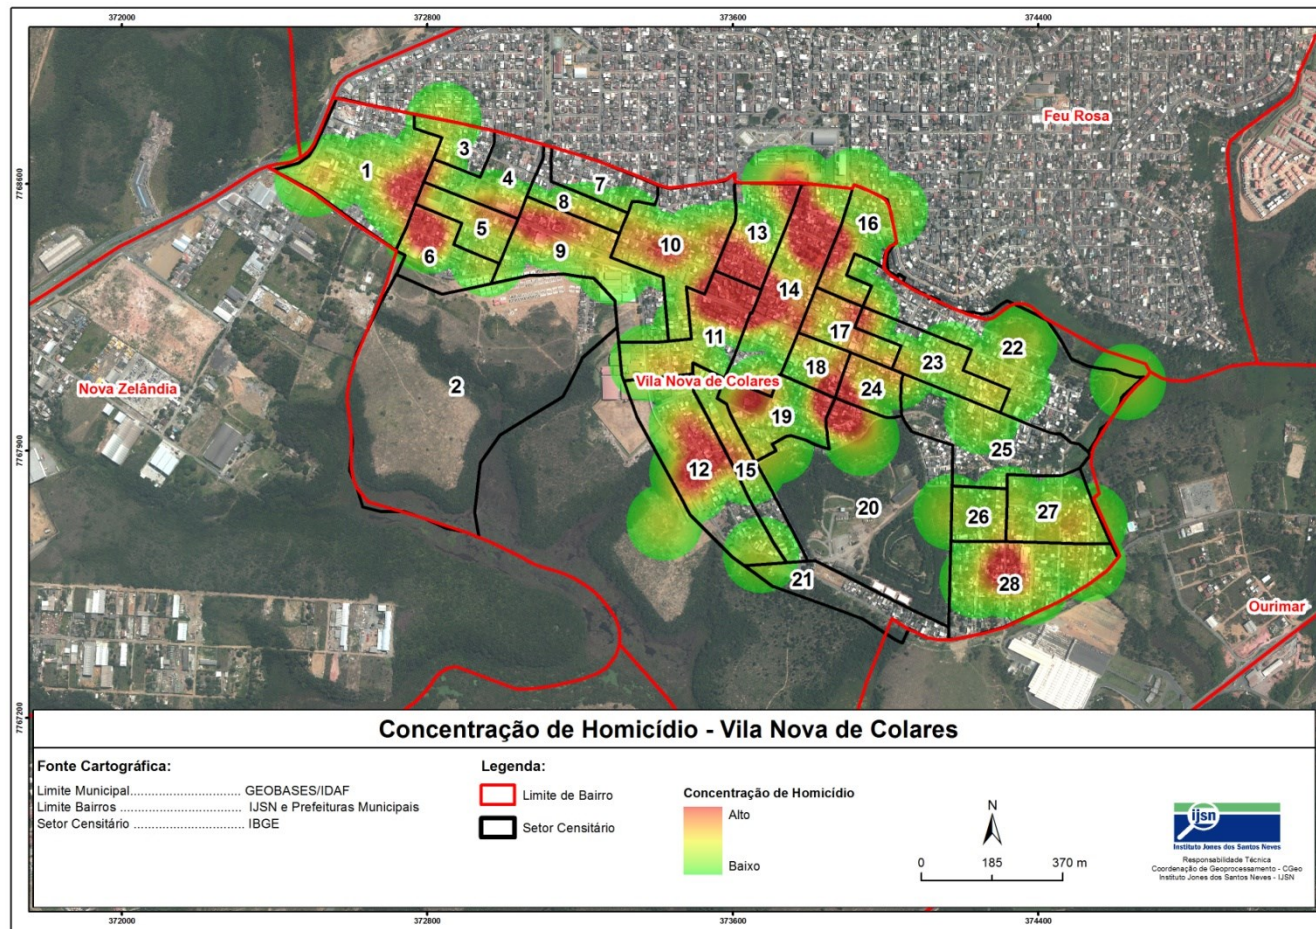 372000 372800 373600 374400
7768600
7767900
7767200
Feu Rosa
Nova Zelândia
Vila Nova de Colares
Ourimar
1
2
3
4
5
6
7
8
9
10
11
12
13
14
15
16
17
18
19
20
21
22
23
24
25
26
27
28
Concentração de Homicídio - Vila Nova de Colares
Fonte Cartográfica:
Limite Municipal............................ GEOBASES/IDAF
Limite Bairros .............................. IJSN e Prefeituras Municipais
Setor Censitário ........................... IBGE
Legenda:
Limite de Bairro
Setor Censitário
Concentração de Homicídio
Alto
Baixo
N
0 185 370 m
ijsn
Instituto Jones dos Santos Neves
Responsabilidade Técnica
Coordenação de Geoprocessamento - CGeo
Instituto Jones dos Santos Neves - IJSN
372000 372800 373600 374400